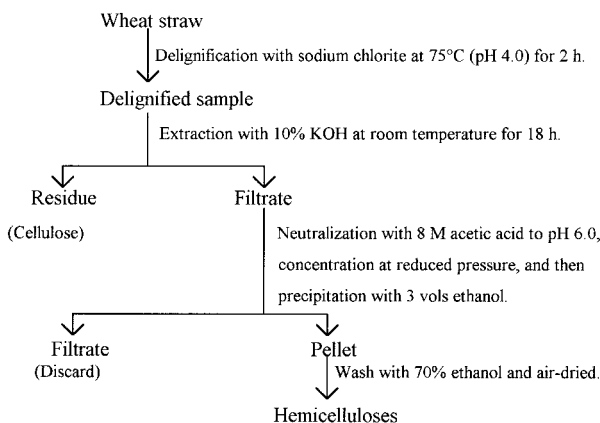 Wheat straw
Delignification with sodium chlorite at 75°C (pH 4.0) for 2 h.
Delignified sample
Extraction with 10% KOH at room temperature for 18 h.
Residue
Filtrate
(Cellulose)
Neutralization with 8 M acetic acid to pH 6.0,
concentration at reduced pressure, and then
precipitation with 3 vols ethanol.
Filtrate
Pellet
(Discard)
Wash with 70% ethanol and air-dried.
Hemicelluloses